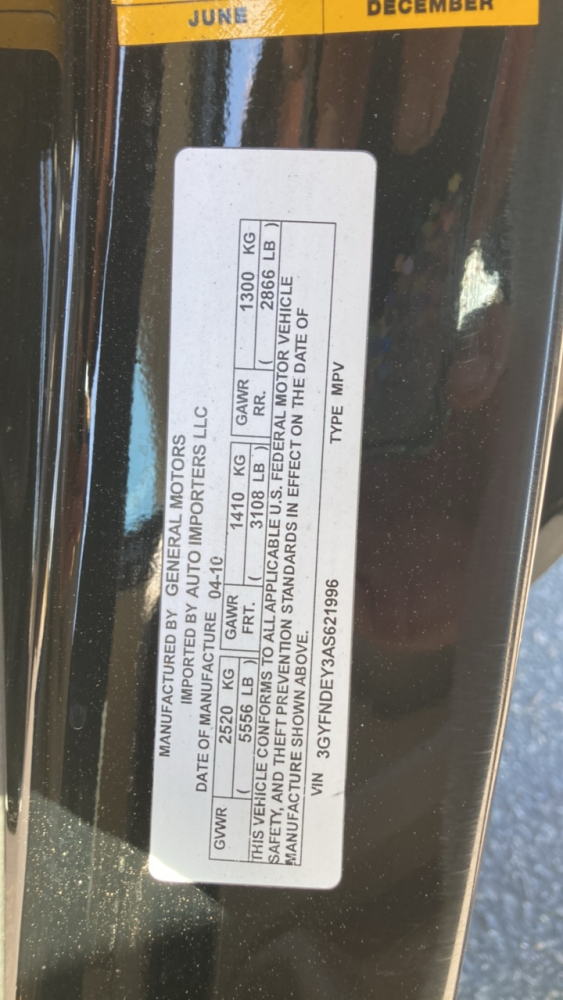 JUNE
DECEMBER
MANUFACTURED BY GENERAL MOTORS
IMPORTED BY AUTO IMPORTERS LLC
DATE OF MANUFACTURE 04-10
GVWR 2520 KG GAWR 1410 KG GAWR 1300 KG
( 5556 LB ) FRT. ( 3108 LB ) RR. ( 2866 LB )
THIS VEHICLE CONFORMS TO ALL APPLICABLE U.S. FEDERAL MOTOR VEHICLE
SAFETY, AND THEFT PREVENTION STANDARDS IN EFFECT ON THE DATE OF
MANUFACTURE SHOWN ABOVE.
VIN 3GYFNDEY3AS621996 TYPE MPV